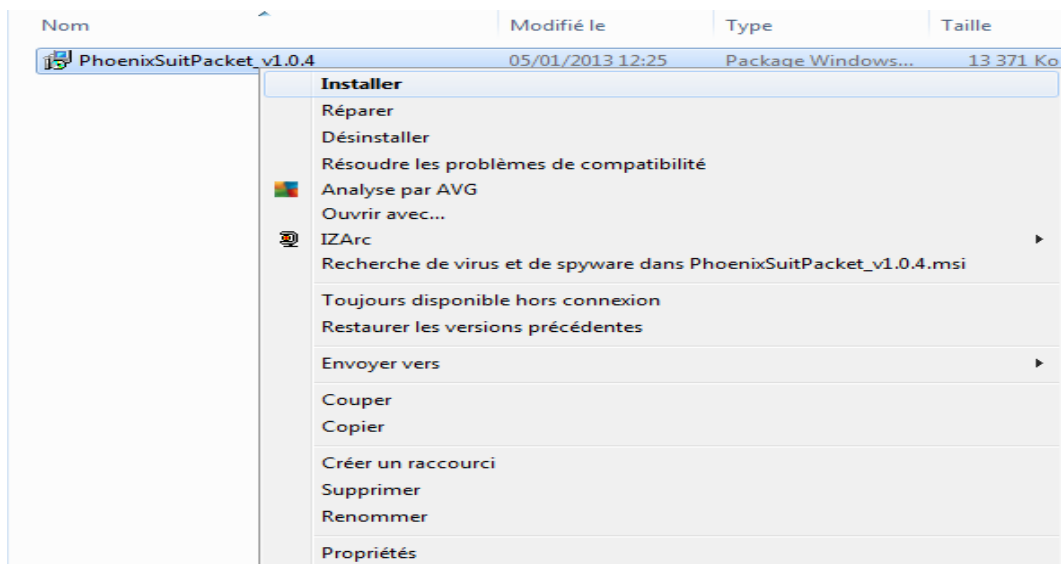 Nom Modifié le Type Taille
PhoenixSuitPacket_v1.0.4 05/01/2013 12:25 Package Windows... 13 371 Ko
Installer
Réparer
Désinstaller
Résoudre les problèmes de compatibilité
Analyse par AVG
Ouvrir avec...
IZArc
Recherche de virus et de spyware dans PhoenixSuitPacket_v1.0.4.msi
Toujours disponible hors connexion
Restaurer les versions précédentes
Envoyer vers
Couper
Copier
Créer un raccourci
Supprimer
Renommer
Propriétés